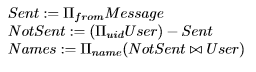 Sent := Π_from Message
NotSent := (Π_uid User) − Sent
Names := Π_name(NotSent ⋈ User)